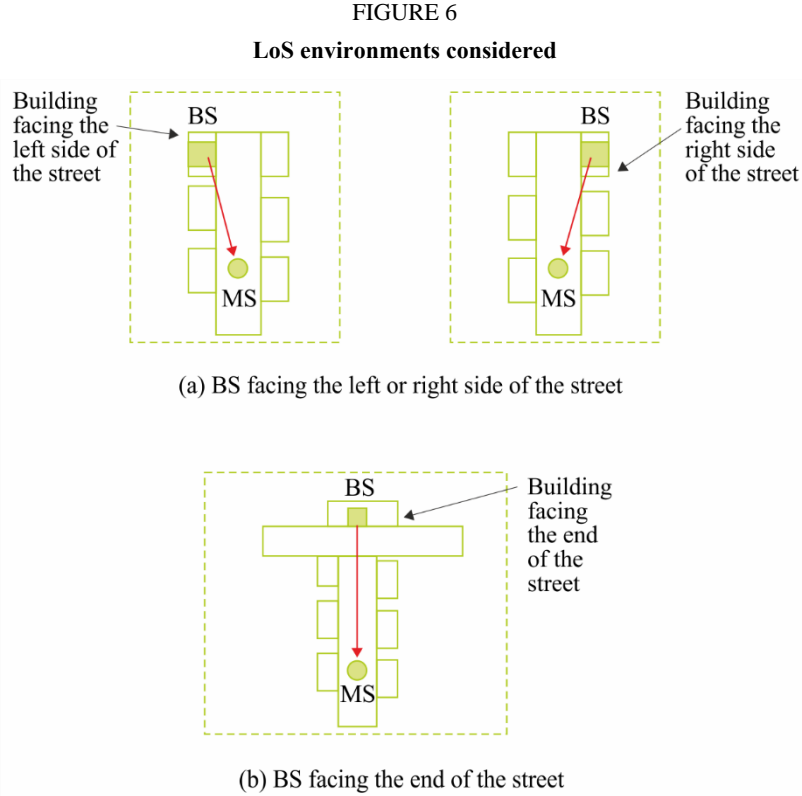 FIGURE 6
LoS environments considered
Building
facing the
left side of
the street
BS
MS
BS
Building
facing the
right side
of the street
MS
(a) BS facing the left or right side of the street
BS
Building
facing
the end
of the
street
MS
(b) BS facing the end of the street